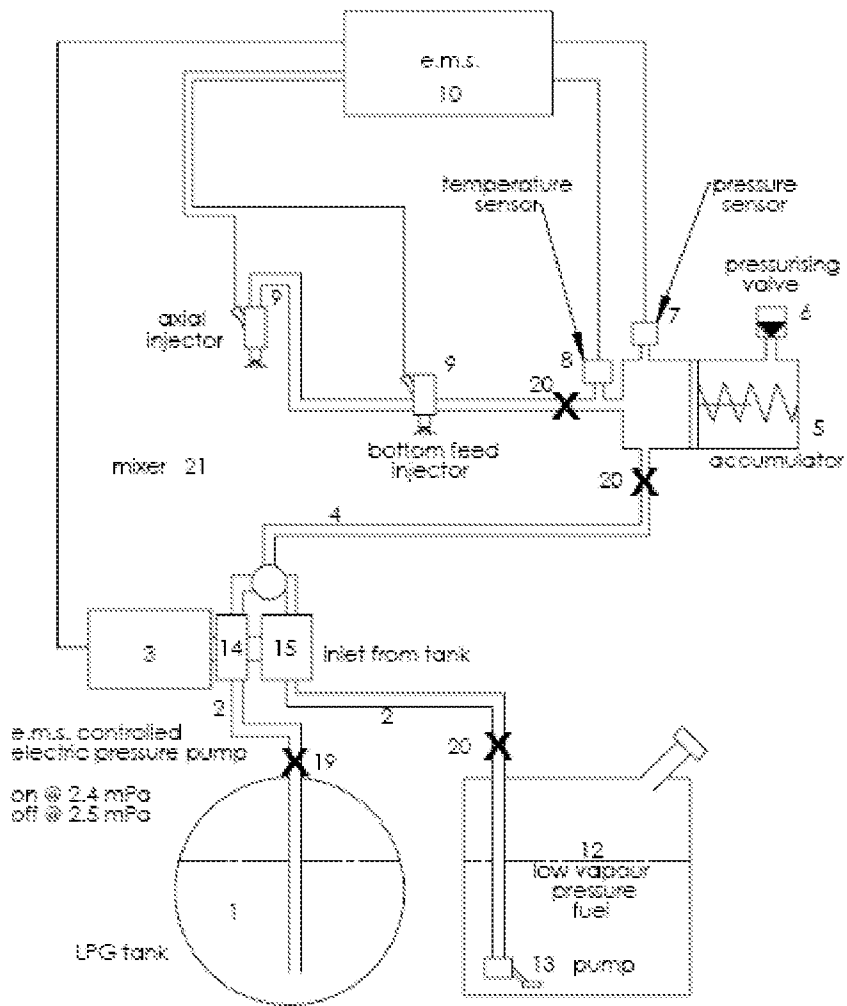 e.m.s.
10
temperature
sensor
pressure
sensor
pressurising
valve
6
7
axial
injector
9
8
9
20
5
accumulator
bottom feed
injector
mixer 21
20
4
3
14
15
inlet from tank
2
2
e.m.s. controlled
electric pressure pump
19
20
on @ 2.4 mPa
off @ 2.5 mPa
12
low vapour
pressure
fuel
1
LPG tank
13 pump
X
X
X
X